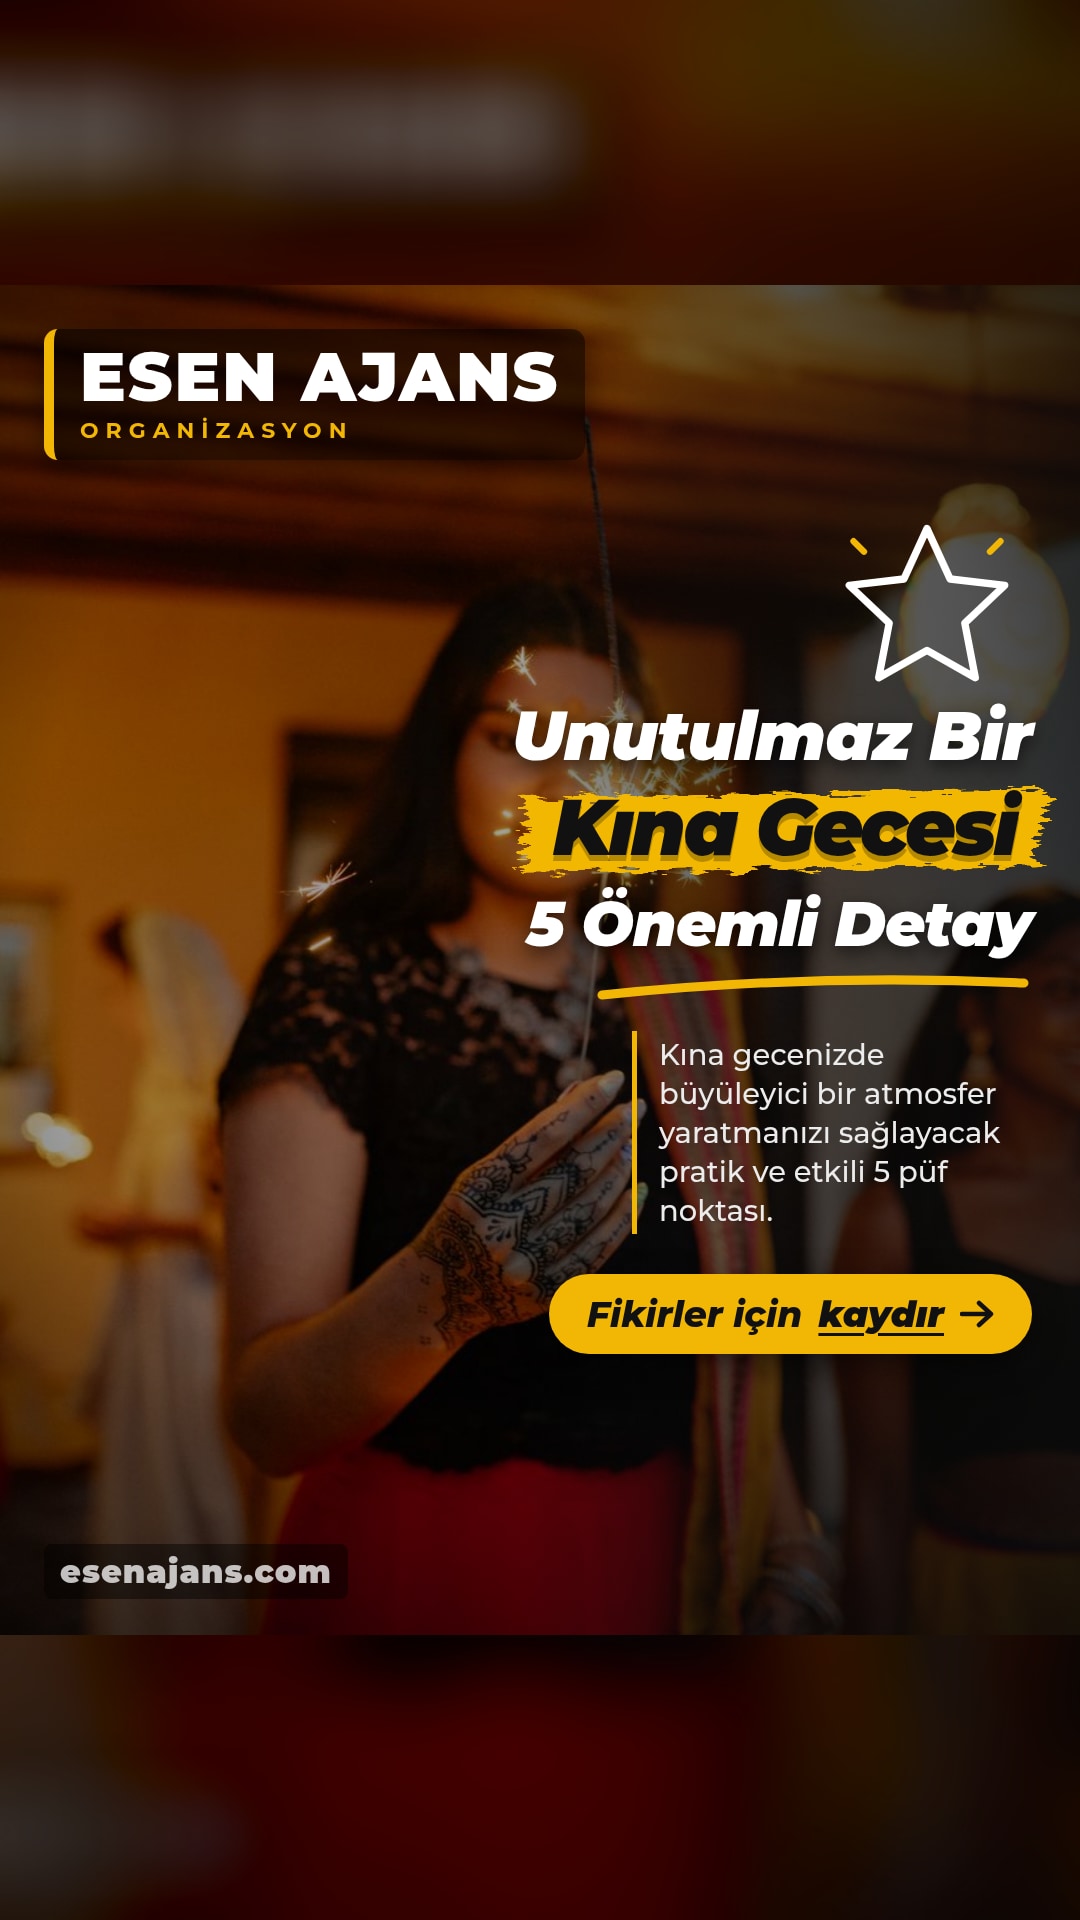 ESEN AJANS
ORGANİZASYON
Unutulmaz Bir
Kına Gecesi
5 Önemli Detay
Kına gecenizde
büyüleyici bir atmosfer
yaratmanızı sağlayacak
pratik ve etkili 5 püf
noktası.
Fikirler için kaydır →
esenajans.com